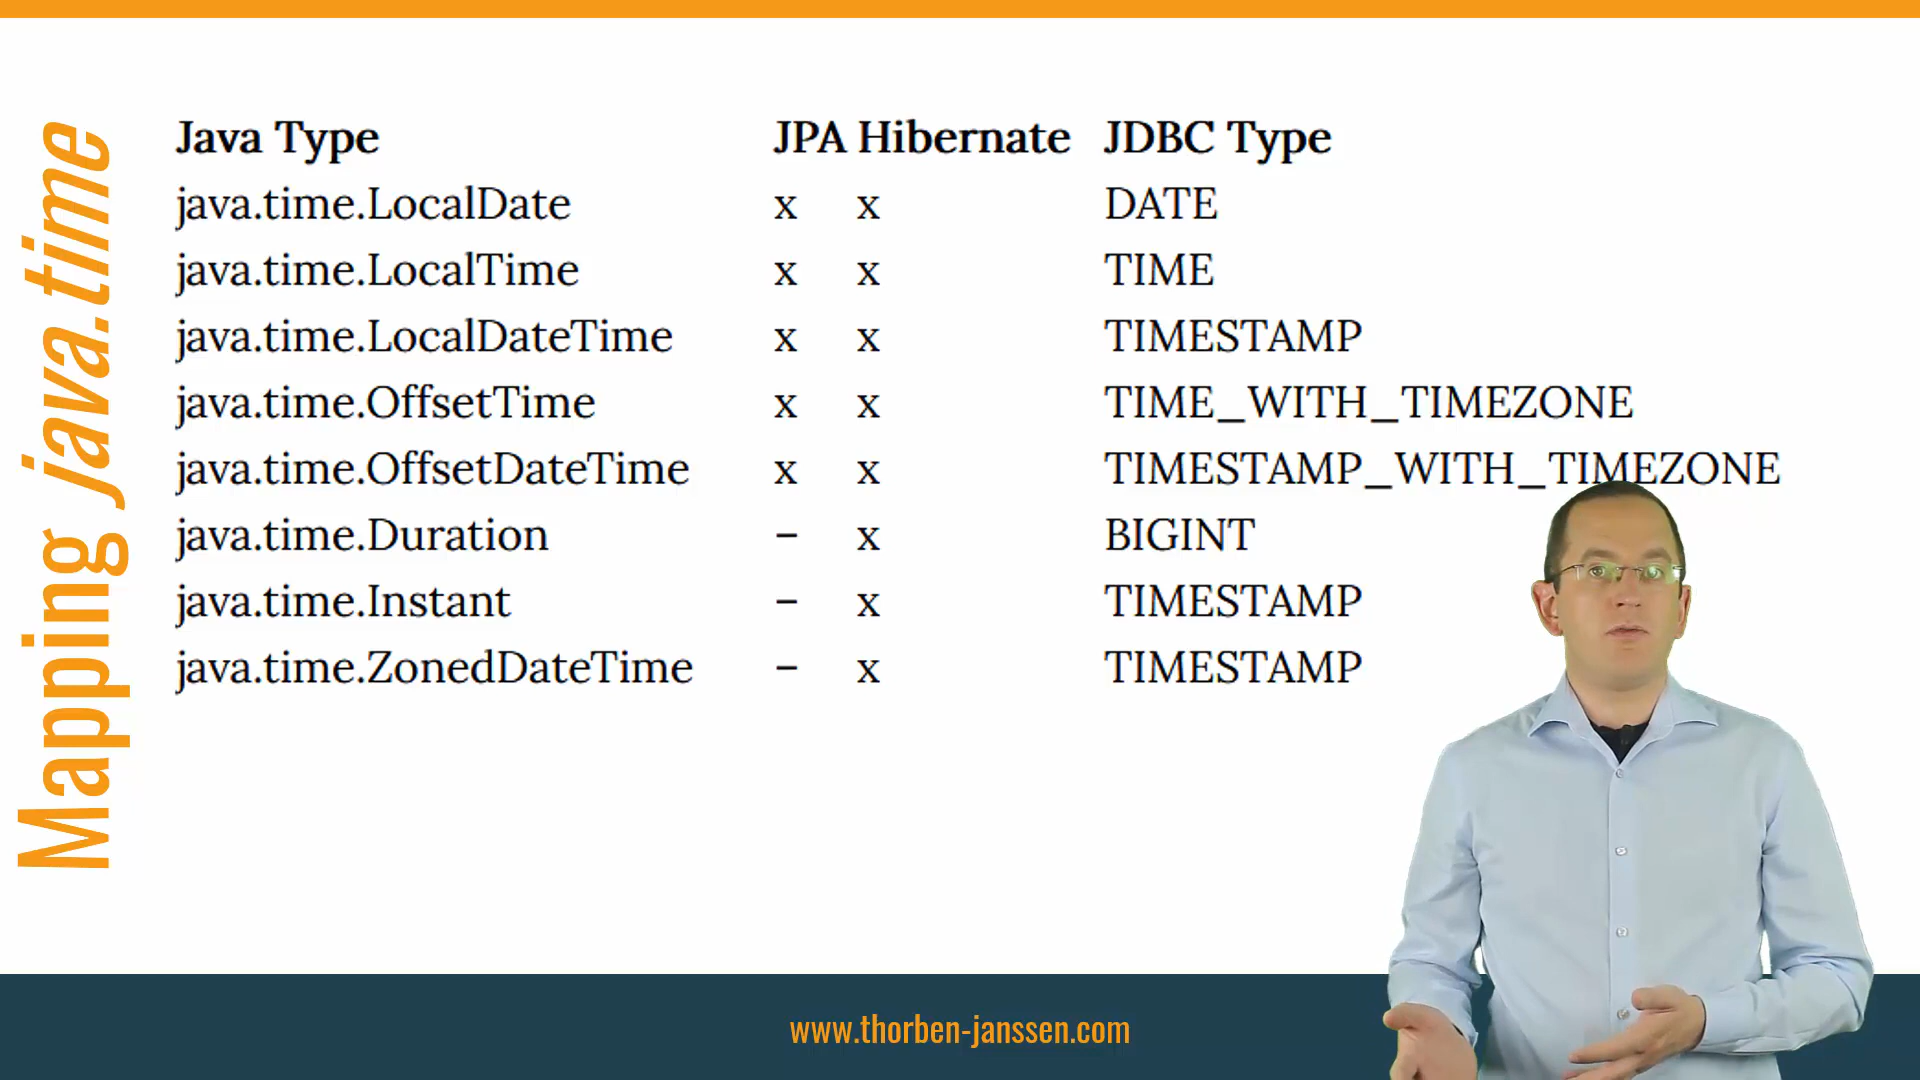 Mapping java.time
Java Type JPA Hibernate JDBC Type
java.time.LocalDate x x DATE
java.time.LocalTime x x TIME
java.time.LocalDateTime x x TIMESTAMP
java.time.OffsetTime x x TIME_WITH_TIMEZONE
java.time.OffsetDateTime x x TIMESTAMP_WITH_TIMEZONE
java.time.Duration – x BIGINT
java.time.Instant – x TIMESTAMP
java.time.ZonedDateTime – x TIMESTAMP
www.thorben-janssen.com